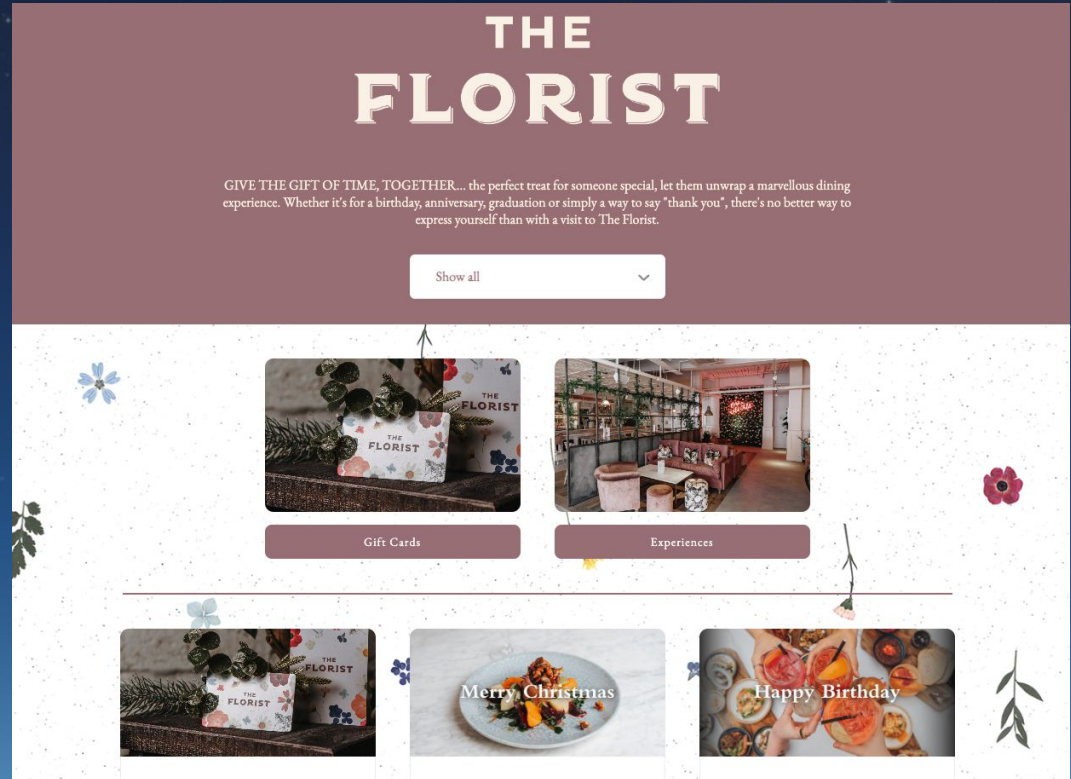 THE
FLORIST
GIVE THE GIFT OF TIME, TOGETHER... the perfect treat for someone special, let them unwrap a marvellous dining
experience. Whether it's for a birthday, anniversary, graduation or simply a way to say "thank you", there's no better way to
express yourself than with a visit to The Florist.
Show all
THE
FLORIST
THE
FLORIST
Gift Cards
Experiences
THE
FLORIST
THE
FLORIST
Merry Christmas
Happy Birthday